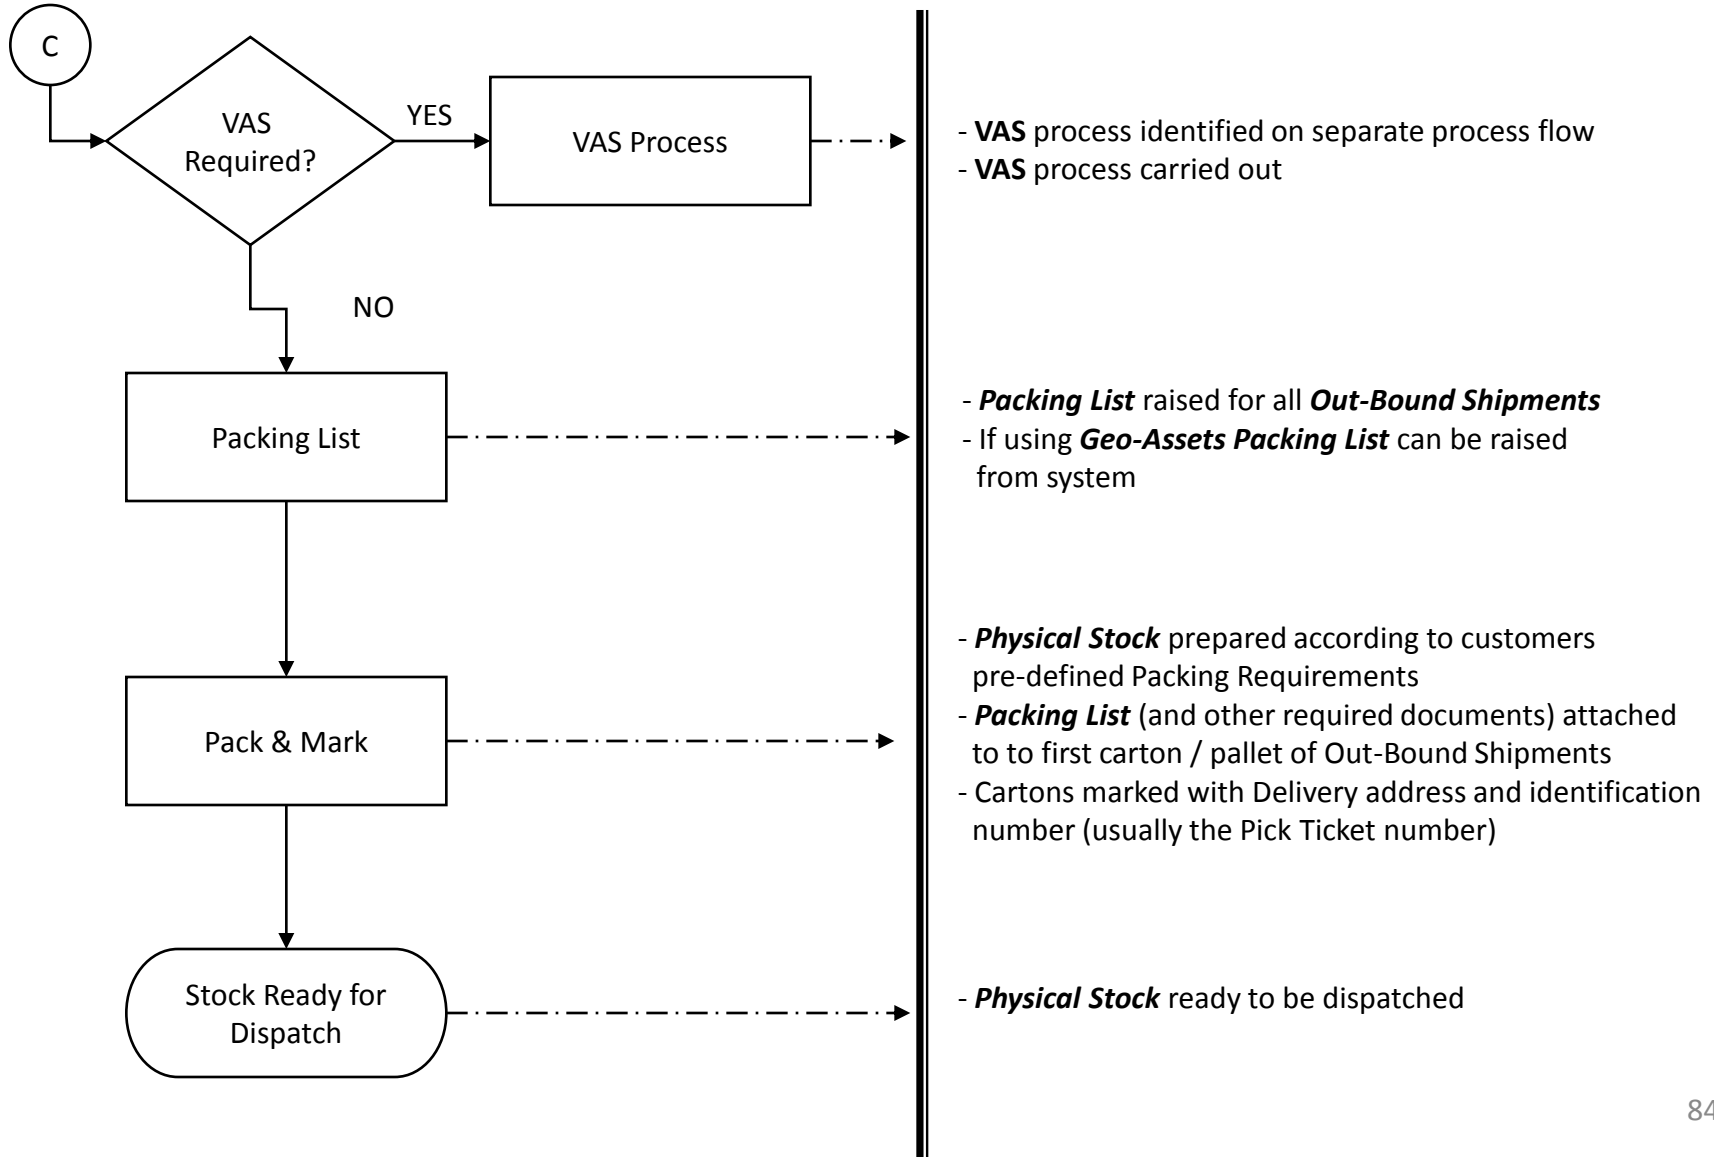 C
VAS
Required?
YES
VAS Process
- VAS process identified on separate process flow
- VAS process carried out
NO
Packing List
- Packing List raised for all Out-Bound Shipments
- If using Geo-Assets Packing List can be raised
from system
Pack & Mark
- Physical Stock prepared according to customers
pre-defined Packing Requirements
- Packing List (and other required documents) attached
to to first carton / pallet of Out-Bound Shipments
- Cartons marked with Delivery address and identification
number (usually the Pick Ticket number)
Stock Ready for
Dispatch
- Physical Stock ready to be dispatched
84